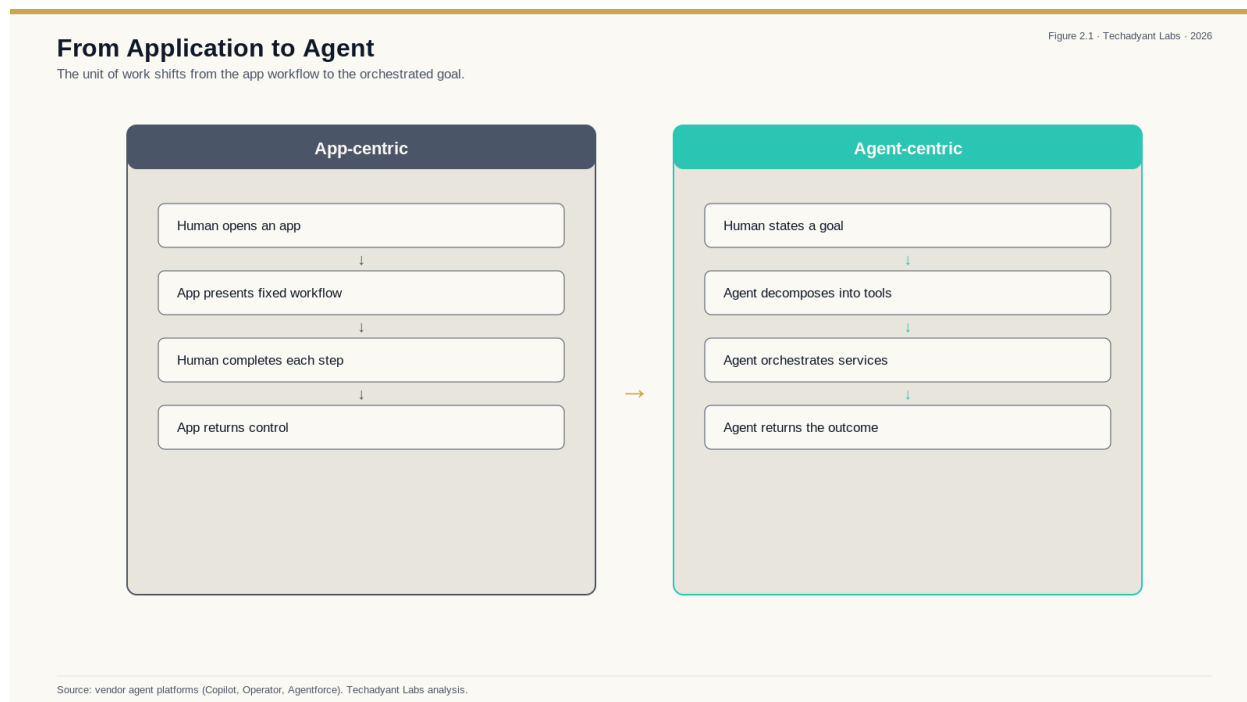 From Application to Agent
Figure 2.1 · Techadyant Labs · 2026
The unit of work shifts from the app workflow to the orchestrated goal.
App-centric
Human opens an app
↓
App presents fixed workflow
↓
Human completes each step
↓
App returns control
→
Agent-centric
Human states a goal
↓
Agent decomposes into tools
↓
Agent orchestrates services
↓
Agent returns the outcome
Source: vendor agent platforms (Copilot, Operator, Agentforce). Techadyant Labs analysis.